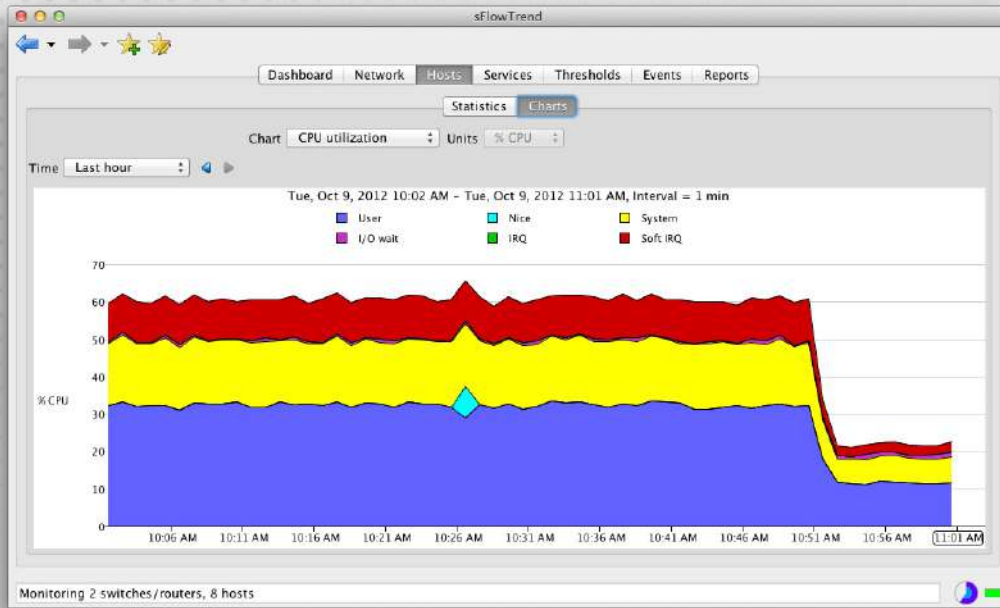 sFlowTrend
Dashboard Network Hosts Services Thresholds Events Reports
Statistics Charts
Chart CPU utilization Units % CPU
Time Last hour
Tue, Oct 9, 2012 10:02 AM – Tue, Oct 9, 2012 11:01 AM, Interval = 1 min
User Nice System
I/O wait IRQ Soft IRQ
70
60
50
40
% CPU
30
20
10
0
10:06 AM 10:11 AM 10:16 AM 10:21 AM 10:26 AM 10:31 AM 10:36 AM 10:41 AM 10:46 AM 10:51 AM 10:56 AM 11:01 AM
Monitoring 2 switches/routers, 8 hosts